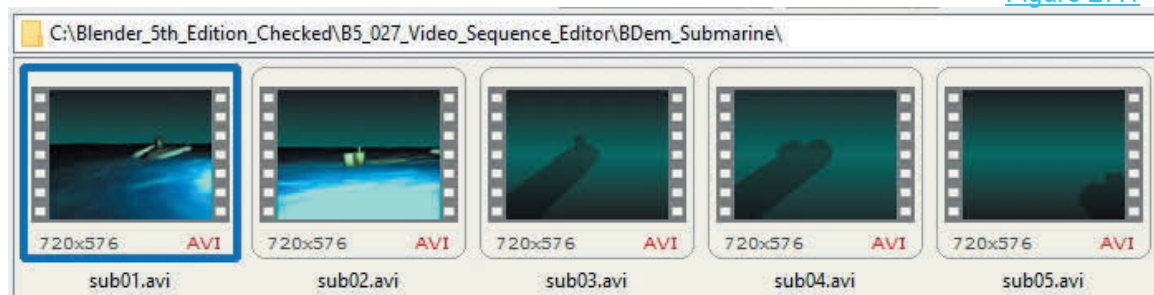 C:\Blender_5th_Edition_Checked\B5_027_Video_Sequence_Editor\BDem_Submarine\
720x576 AVI 720x576 AVI 720x576 AVI 720x576 AVI 720x576 AVI
sub01.avi sub02.avi sub03.avi sub04.avi sub05.avi